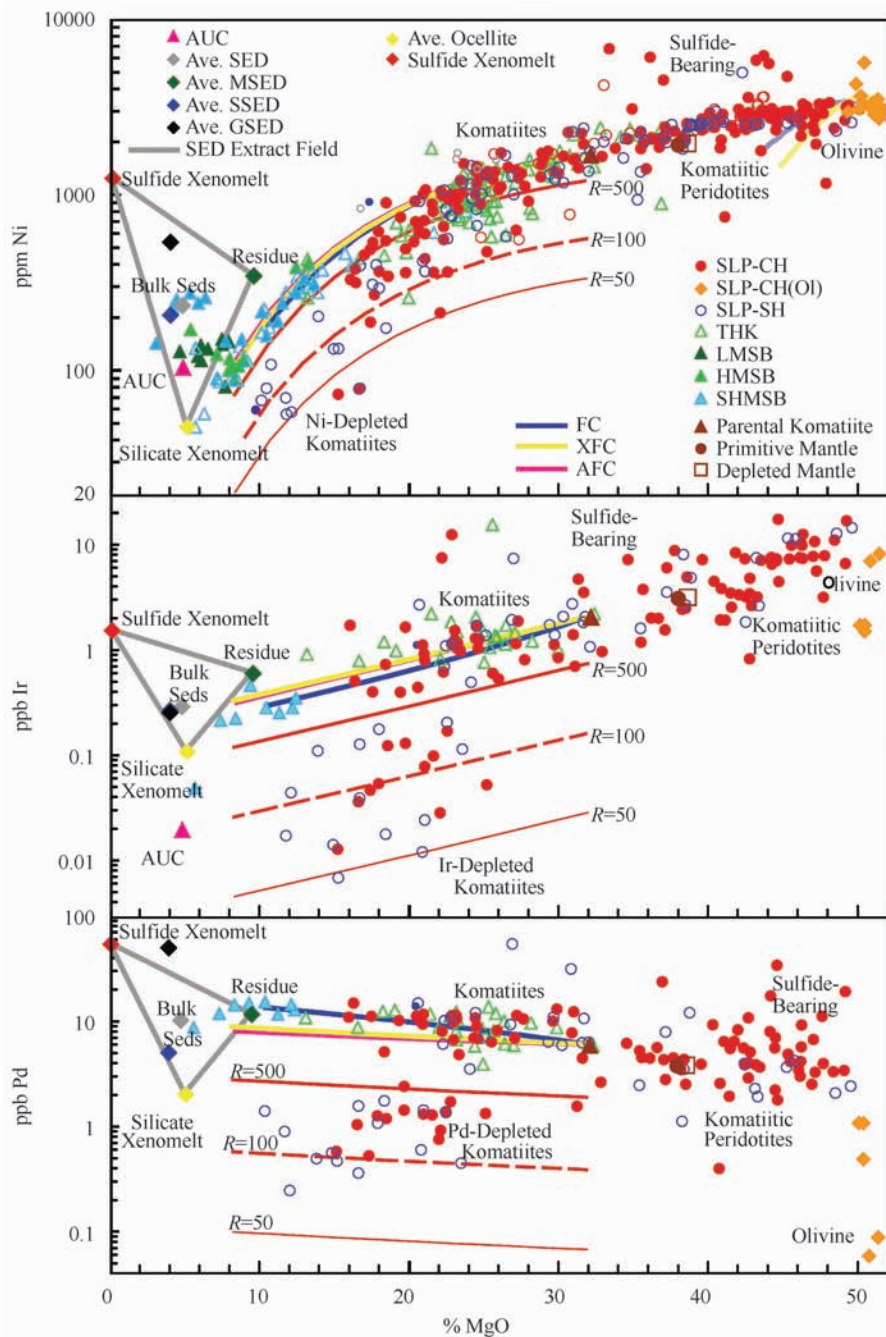 10000
1000
100
20
ppm Ni
AUC
Ave. SED
Ave. MSED
Ave. SSED
Ave. GSED
SED Extract Field
Ave. Ocellite
Sulfide Xenomelt
Sulfide-
Bearing
Komatiites
Sulfide Xenomelt
Residue
Bulk Seds
AUC
Silicate Xenomelt
Olivine
Komatiitic
Peridotites
R=500
R=100
R=50
Ni-Depleted
Komatiites
FC
XFC
AFC
SLP-CH
SLP-CH(Ol)
SLP-SH
THK
LMSB
HMSB
SHMSB
Parental Komatiite
Primitive Mantle
Depleted Mantle
10
1
0.1
0.01
ppb Ir
Sulfide-
Bearing
Komatiites
Sulfide Xenomelt
Residue
Bulk
Seds
Silicate
Xenomelt
AUC
Olivine
Komatiitic
Peridotites
R=500
R=100
R=50
Ir-Depleted
Komatiites
100
10
1
0.1
ppb Pd
Sulfide Xenomelt
Residue
Bulk
Seds
Silicate
Xenomelt
Komatiites
Sulfide-
Bearing
R=500
R=100
R=50
Pd-Depleted
Komatiites
Komatiitic
Peridotites
Olivine
0
10
20
30
40
50
% MgO